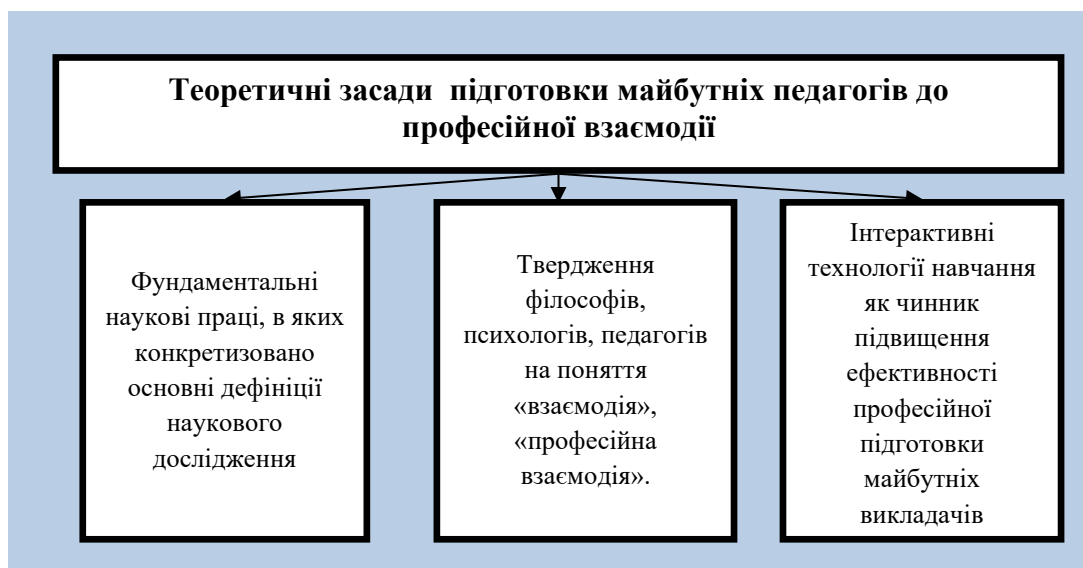 Теоретичні засади підготовки майбутніх педагогів до
професійної взаємодії
Фундаментальні
наукові праці, в яких
конкретизовано
основні дефініції
наукового
дослідження
Твердження
філософів,
психологів, педагогів
на поняття
«взаємодія»,
«професійна
взаємодія».
Інтерактивні
технології навчання
як чинник
підвищення
ефективності
професійної
підготовки
майбутніх
викладачів